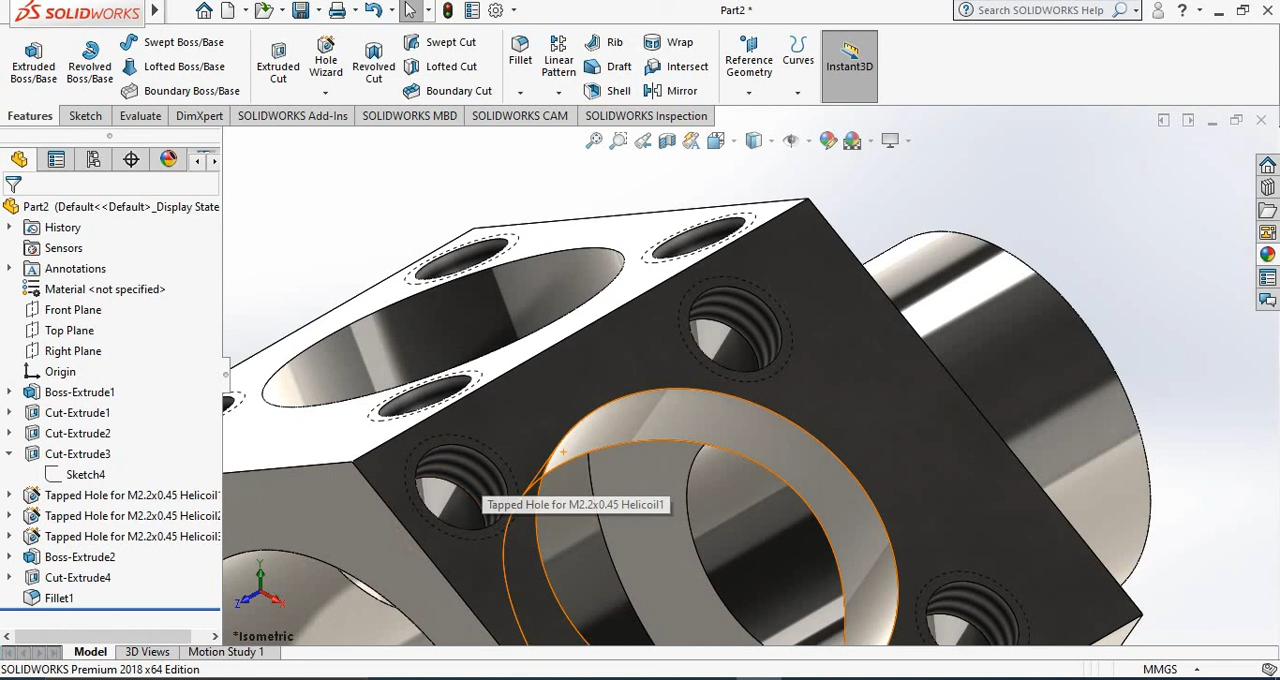 SOLIDWORKS
Part2 *
Search SOLIDWORKS Help
?
Extruded Boss/Base
Revolved Boss/Base
Swept Boss/Base
Lofted Boss/Base
Boundary Boss/Base
Extruded Cut
Hole Wizard
Revolved Cut
Swept Cut
Lofted Cut
Boundary Cut
Fillet
Linear Pattern
Rib
Draft
Shell
Wrap
Intersect
Mirror
Reference Geometry
Curves
Instant3D
Features
Sketch
Evaluate
DimXpert
SOLIDWORKS Add-Ins
SOLIDWORKS MBD
SOLIDWORKS CAM
SOLIDWORKS Inspection
Part2 (Default<<Default>_Display State
History
Sensors
Annotations
Material <not specified>
Front Plane
Top Plane
Right Plane
Origin
Boss-Extrude1
Cut-Extrude1
Cut-Extrude2
Cut-Extrude3
Sketch4
Tapped Hole for M2.2x0.45 Helicoil1
Tapped Hole for M2.2x0.45 Helicoil2
Tapped Hole for M2.2x0.45 Helicoil3
Boss-Extrude2
Cut-Extrude4
Fillet1
Tapped Hole for M2.2x0.45 Helicoil1
Y
Z
X
*Isometric
Model
3D Views
Motion Study 1
SOLIDWORKS Premium 2018 x64 Edition
MMGS